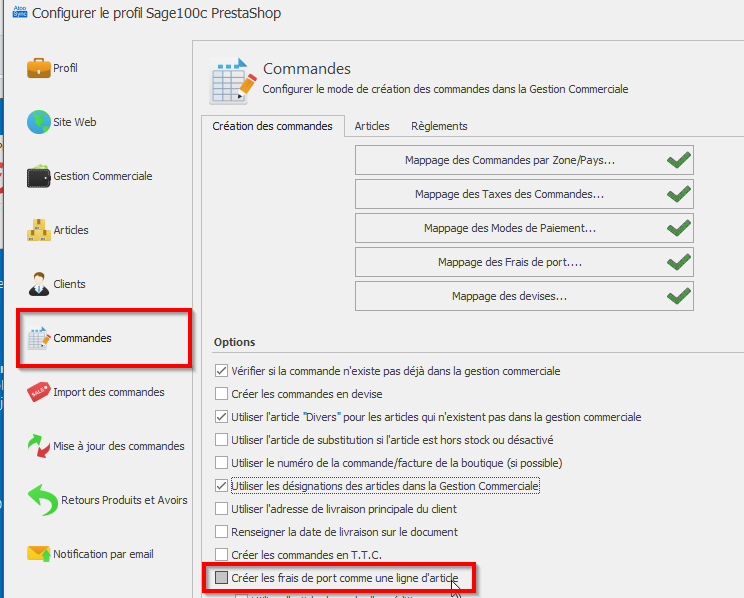 Atoo
Sync
Configurer le profil Sage100c PrestaShop
Profil
Site Web
Gestion Commerciale
Articles
Clients
Commandes
Import des commandes
Mise à jour des commandes
Retours Produits et Avoirs
Notification par email
Commandes
Configurer le mode de création des commandes dans la Gestion Commerciale
Création des commandes
Articles
Règlements
Mappage des Commandes par Zone/Pays...
Mappage des Taxes des Commandes...
Mappage des Modes de Paiement...
Mappage des Frais de port....
Mappage des devises...
Options
Vérifier si la commande n'existe pas déjà dans la gestion commerciale
Créer les commandes en devise
Utiliser l'article "Divers" pour les articles qui n'existent pas dans la gestion commerciale
Utiliser l'article de substitution si l'article est hors stock ou désactivé
Utiliser le numéro de la commande/facture de la boutique (si possible)
Utiliser les désignations des articles dans la Gestion Commerciale
Utiliser l'adresse de livraison principale du client
Renseigner la date de livraison sur le document
Créer les commandes en T.T.C.
Créer les frais de port comme une ligne d'article
SALE